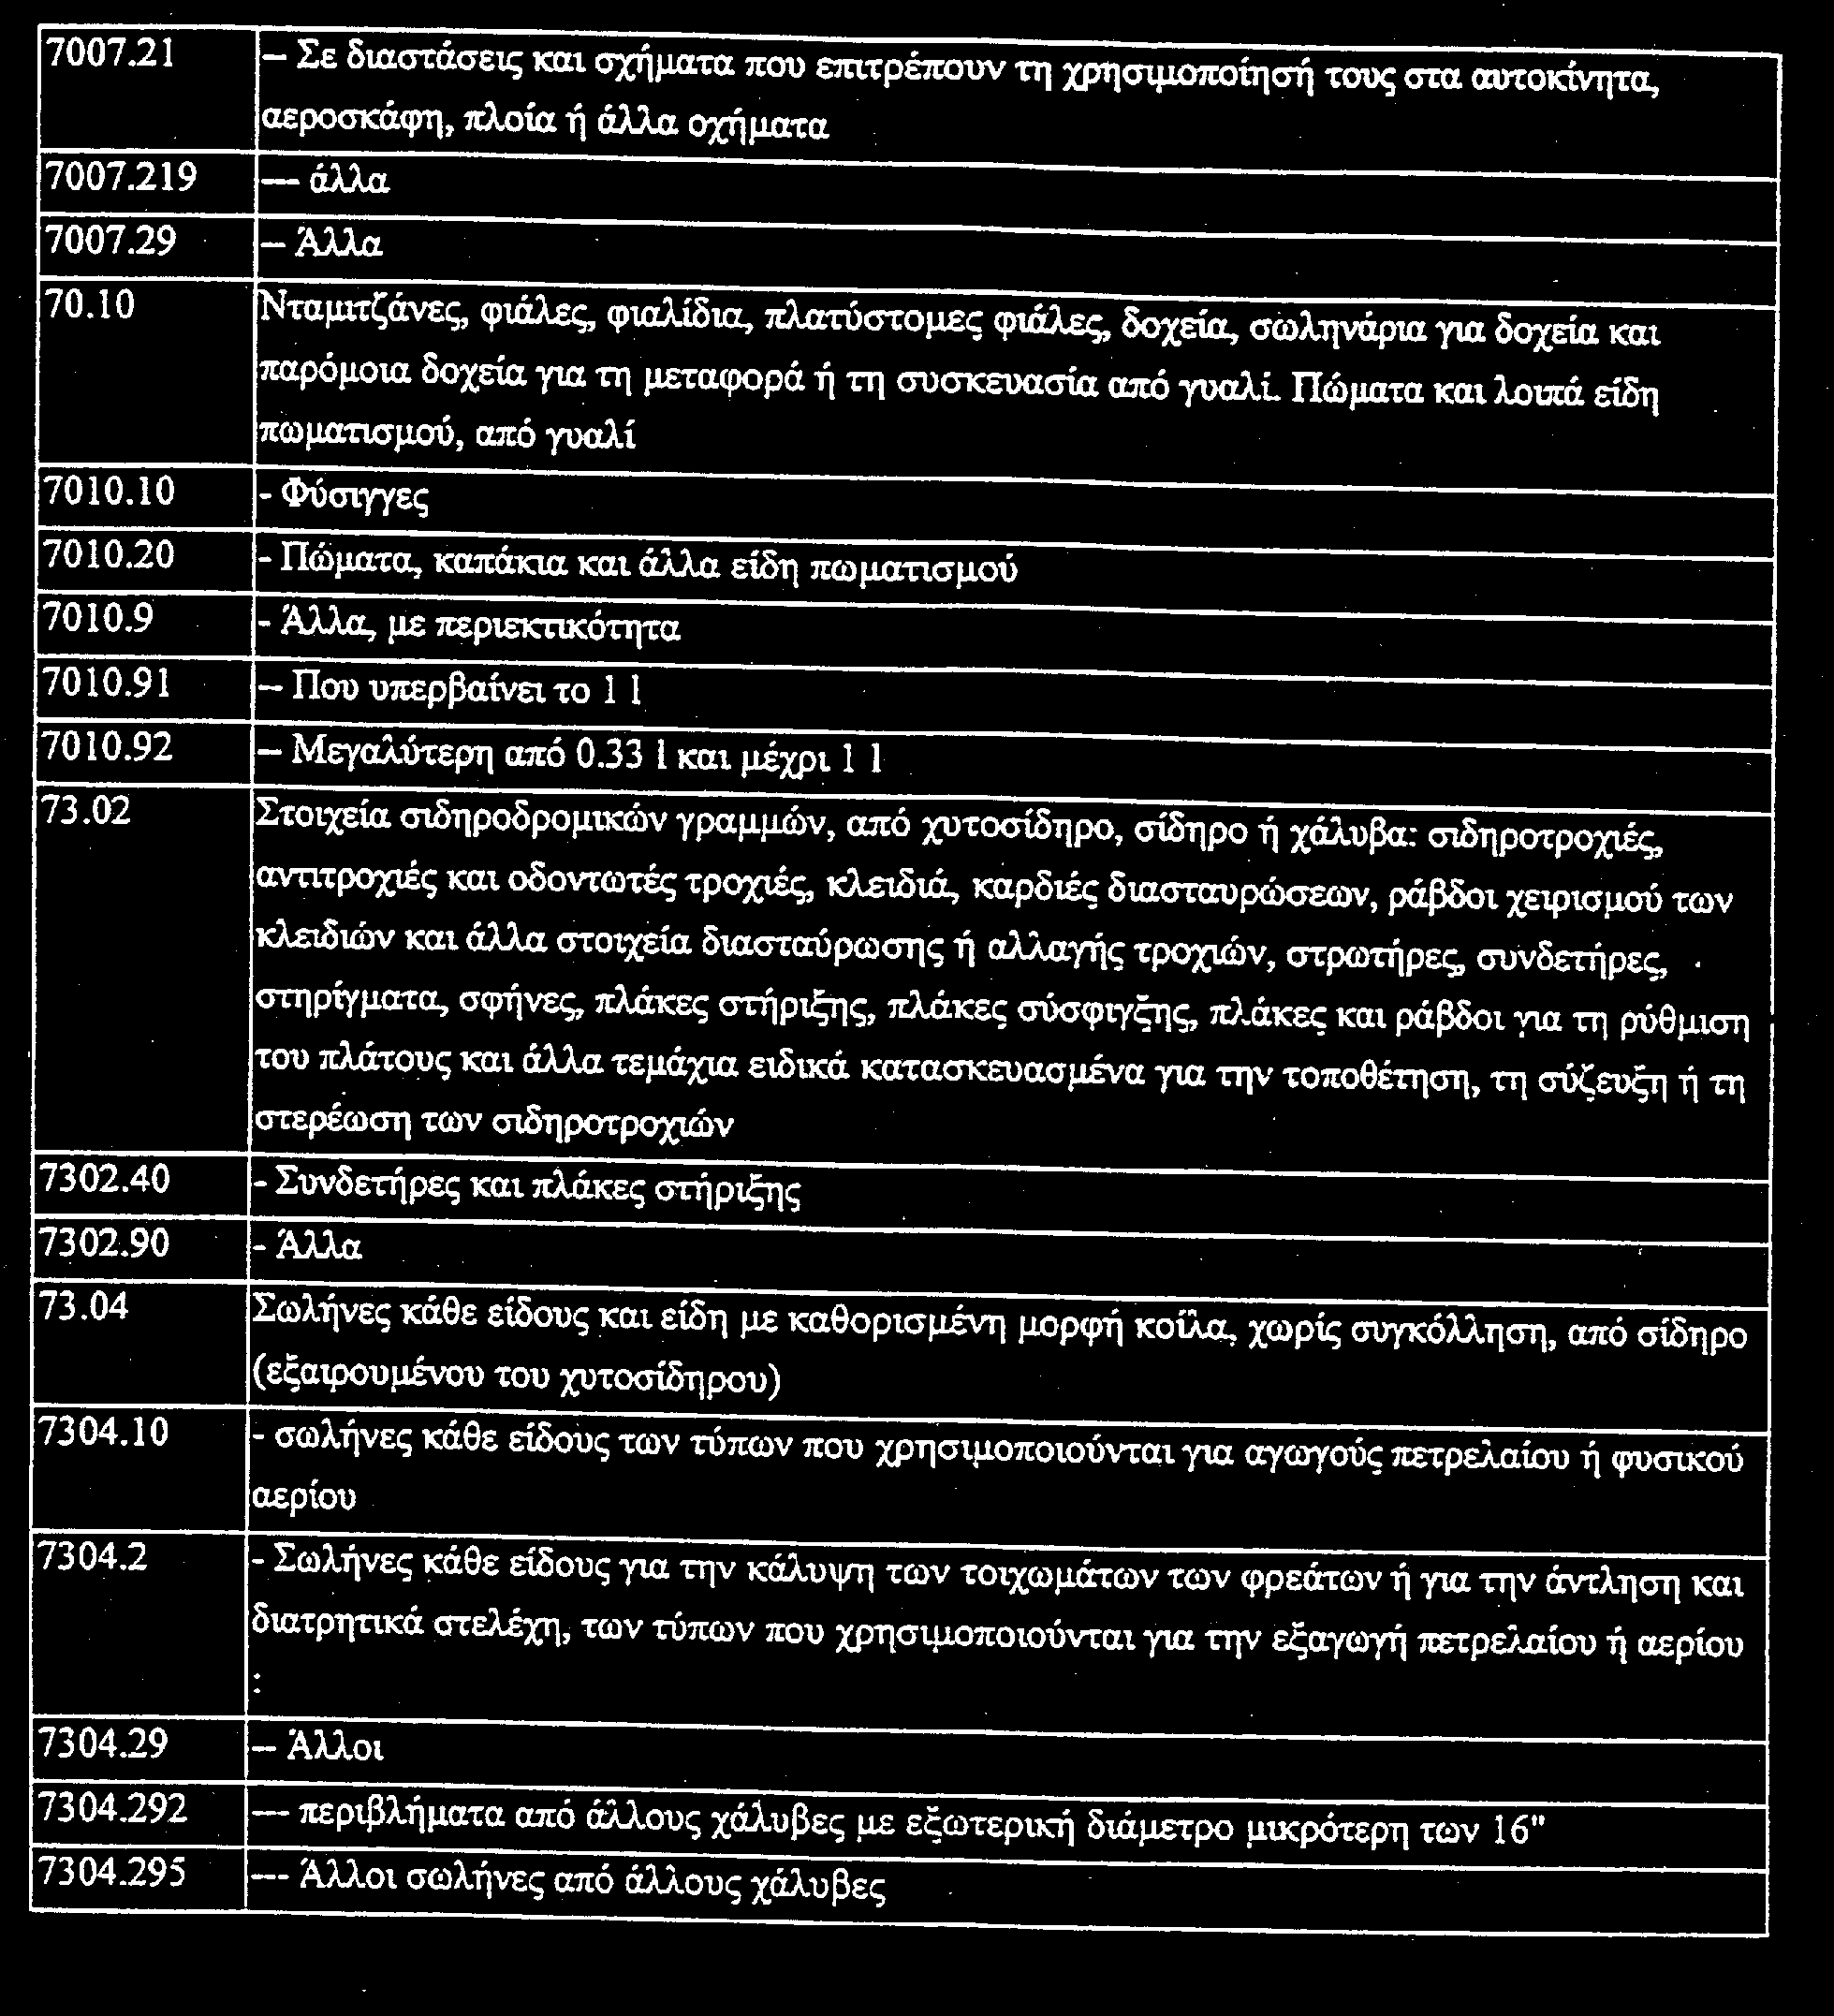 7007.21 – Σε διαστάσεις και σχήματα που επιτρέπουν τη χρησιμοποίησή τους στα αυτοκίνητα,
αεροσκάφη, πλοία ή άλλα οχήματα
7007.219 –– άλλα
7007.29 – Άλλα
70.10 Νταμιτζάνες, φιάλες, φιαλίδια, πλατύστομες φιάλες, δοχεία, σωληνάρια για δοχεία και
παρόμοια δοχεία για τη μεταφορά ή τη συσκευασία από γυαλί. Πώματα και λοιπά είδη
πωματισμού, από γυαλί
7010.10 - Φύσιγγες
7010.20 - Πώματα, καπάκια και άλλα είδη πωματισμού
7010.9 - Άλλα, με περιεκτικότητα
7010.91 – Που υπερβαίνει το 1 l
7010.92 – Μεγαλύτερη από 0.33 l και μέχρι 1 l
73.02 Στοιχεία σιδηροδρομικών γραμμών, από χυτοσίδηρο, σίδηρο ή χάλυβα: σιδηροτροχιές,
αντιτροχιές και οδοντωτές τροχιές, κλειδιά, καρδιές διασταυρώσεων, ράβδοι χειρισμού των
κλειδιών και άλλα στοιχεία διασταύρωσης ή αλλαγής τροχιών, στρωτήρες, συνδετήρες,
στηρίγματα, σφήνες, πλάκες στήριξης, πλάκες σύσφιγξης, πλάκες και ράβδοι για τη ρύθμιση
του πλάτους και άλλα τεμάχια ειδικά κατασκευασμένα για την τοποθέτηση, τη σύζευξη ή τη
στερέωση των σιδηροτροχιών
7302.40 - Συνδετήρες και πλάκες στήριξης
7302.90 - Άλλα
73.04 Σωλήνες κάθε είδους και είδη με καθορισμένη μορφή κοίλα, χωρίς συγκόλληση, από σίδηρο
(εξαιρουμένου του χυτοσίδηρου)
7304.10 - σωλήνες κάθε είδους των τύπων που χρησιμοποιούνται για αγωγούς πετρελαίου ή φυσικού
αερίου
7304.2 - Σωλήνες κάθε είδους για την κάλυψη των τοιχωμάτων των φρεάτων ή για την άντληση και
διατρητικά στελέχη, των τύπων που χρησιμοποιούνται για την εξαγωγή πετρελαίου ή αερίου
:
7304.29 – Άλλοι
7304.292 –– περιβλήματα από άλλους χάλυβες με εξωτερική διάμετρο μικρότερη των 16"
7304.295 –– Άλλοι σωλήνες από άλλους χάλυβες